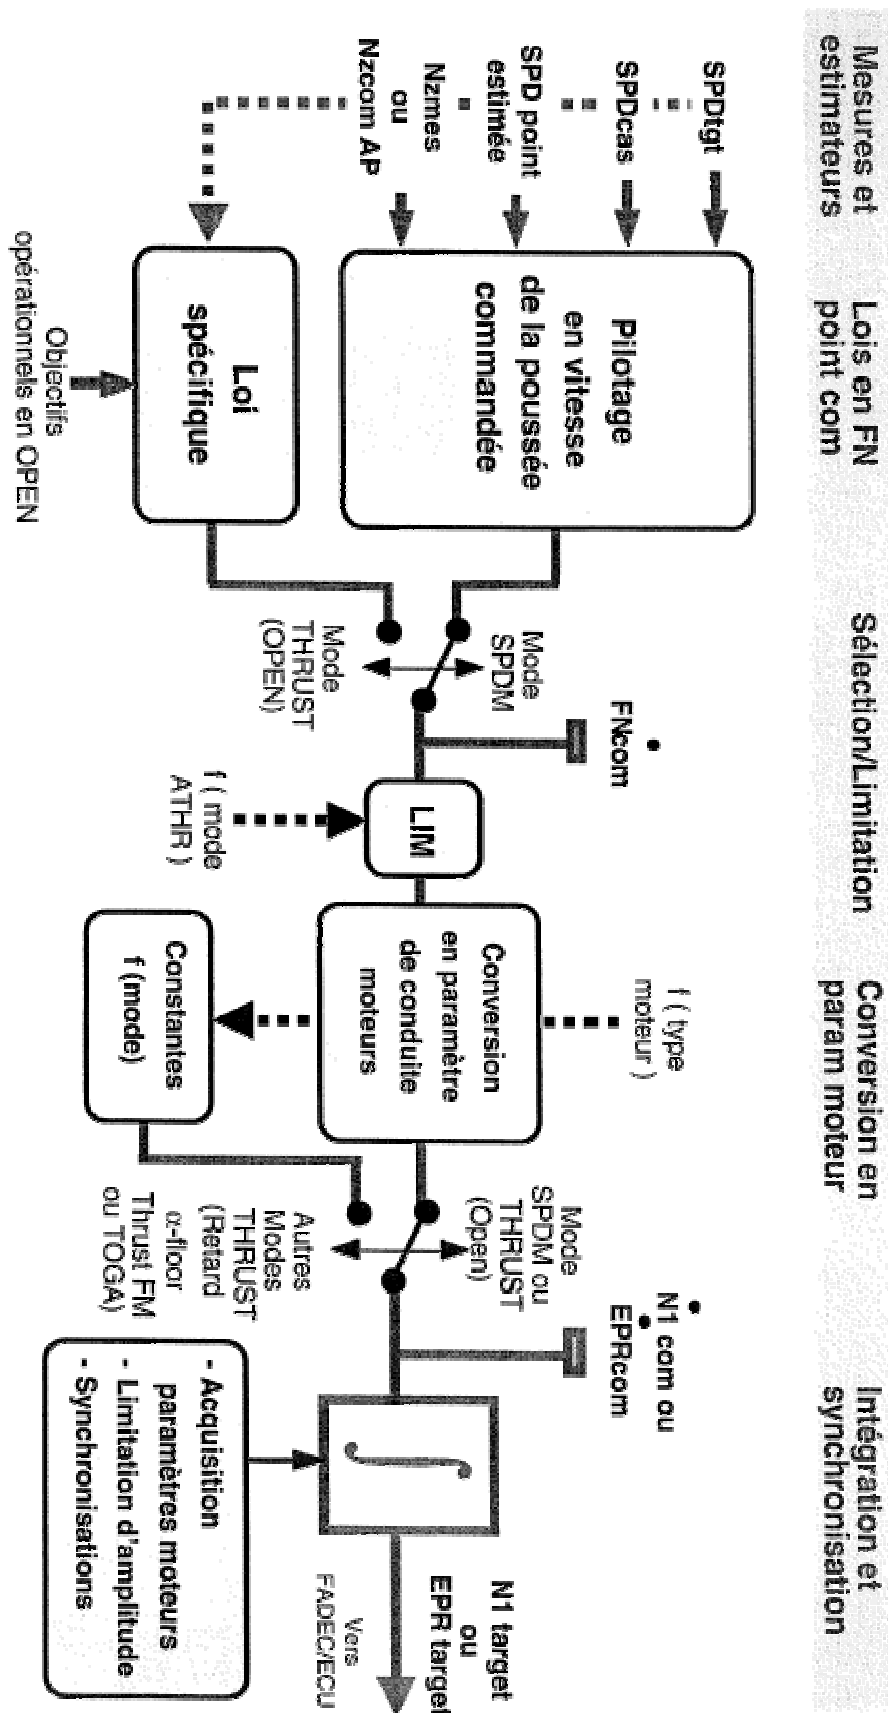 Mesures et
estimateurs
Lois en FN
point com
Sélection/Limitation
Conversion en
param moteur
Intégration et
synchronisation
SPDtgt
SPDcas
SPD point
estimée
Nzmes
ou
Nzcom AP
Pilotage
en vitesse
de la poussée
commandée
Loi
spécifique
Objectifs
opérationnels en OPEN
Mode
SPDM
Mode
THRUST
(OPEN)
FNcom
LIM
f ( mode
ATHR )
f ( type
moteur )
Conversion
en paramètre
de conduite
moteurs
Constantes
f (mode)
Mode
SPDM ou
THRUST
(Open)
Autres
Modes
THRUST
(Retard
α-floor
Thrust FM
ou TOGA)
N1 com ou
EPRcom
∫
- Acquisition
paramètres moteurs
- Limitation d'amplitude
- Synchronisations
N1 target
ou
EPR target
Vers
FADEC/ECU